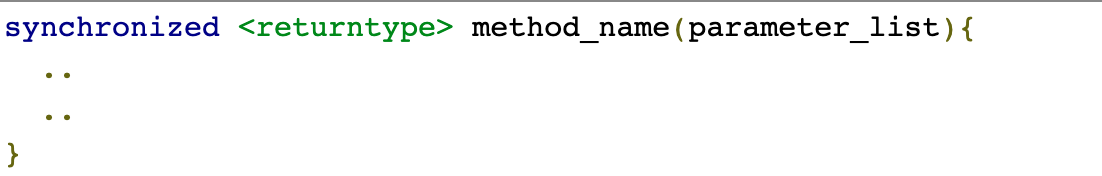 synchronized <returntype> method_name(parameter_list){
..
..
}